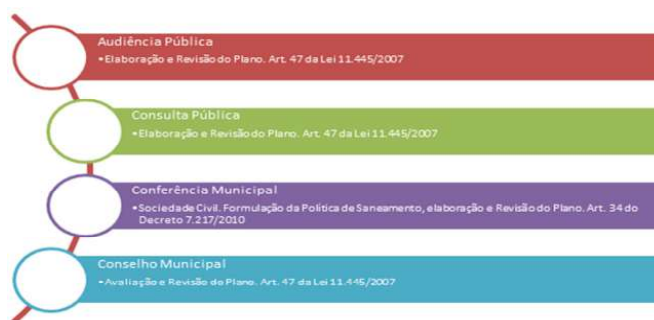 Audiência Pública
•Elaboração e Revisão do Plano. Art. 47 da Lei 11.445/2007
Consulta Pública
•Elaboração e Revisão do Plano. Art. 47 da Lei 11.445/2007
Conferência Municipal
•Sociedade Civil. Formulação da Política de Saneamento, elaboração e Revisão do Plano. Art. 34 do
Decreto 7.217/2010
Conselho Municipal
•Avaliação e Revisão do Plano. Art. 47 da Lei 11.445/2007